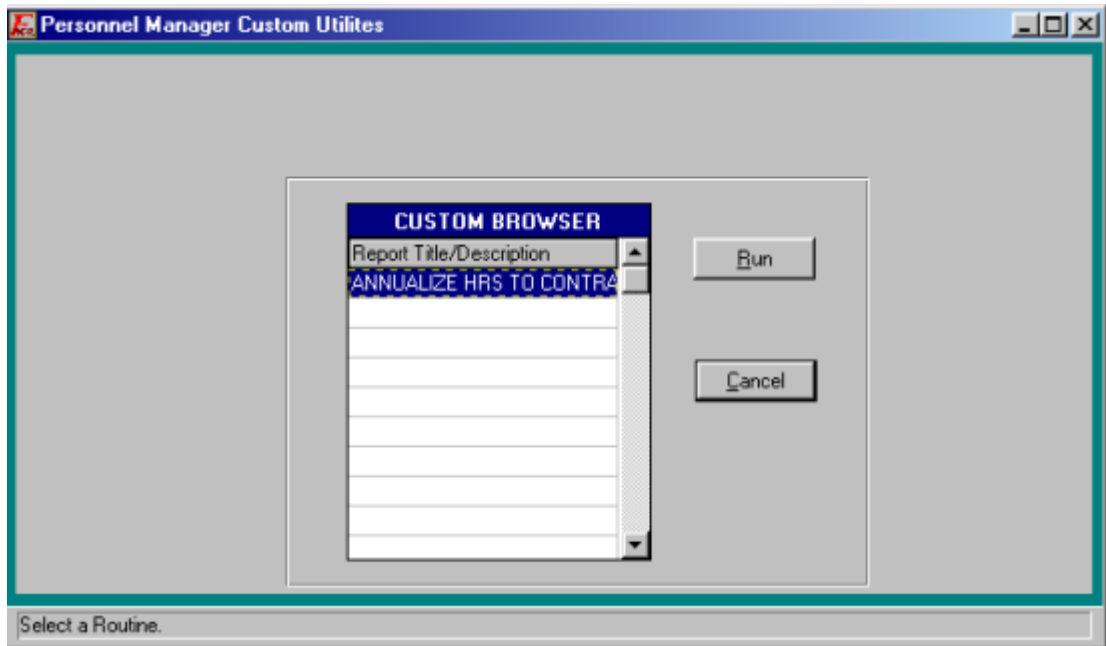 Personnel Manager Custom Utilites
CUSTOM BROWSER
Report Title/Description
ANNUALIZE HRS TO CONTRA
Run
Cancel
Select a Routine.